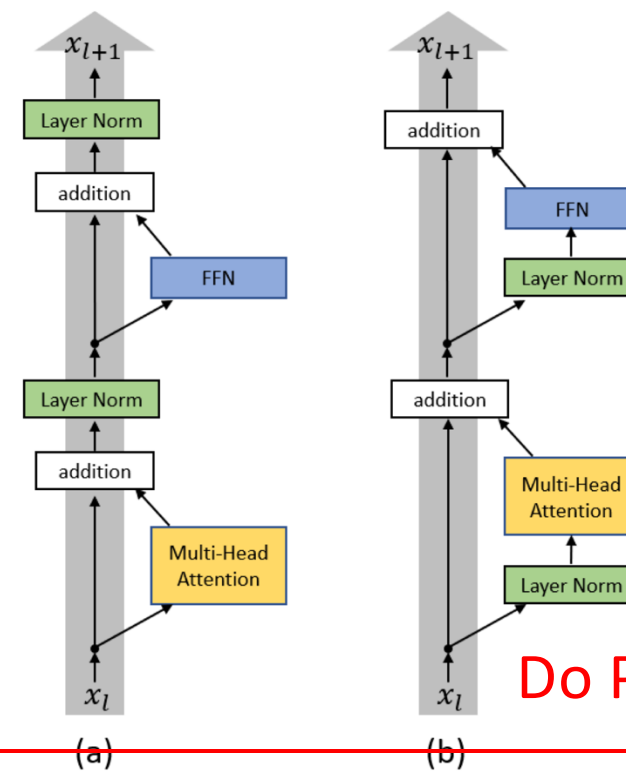 x_{l+1}
Layer Norm
addition
FFN
Layer Norm
addition
Multi-Head
Attention
x_l
(a)
x_{l+1}
addition
FFN
Layer Norm
addition
Multi-Head
Attention
Layer Norm
x_l
(b)
Do